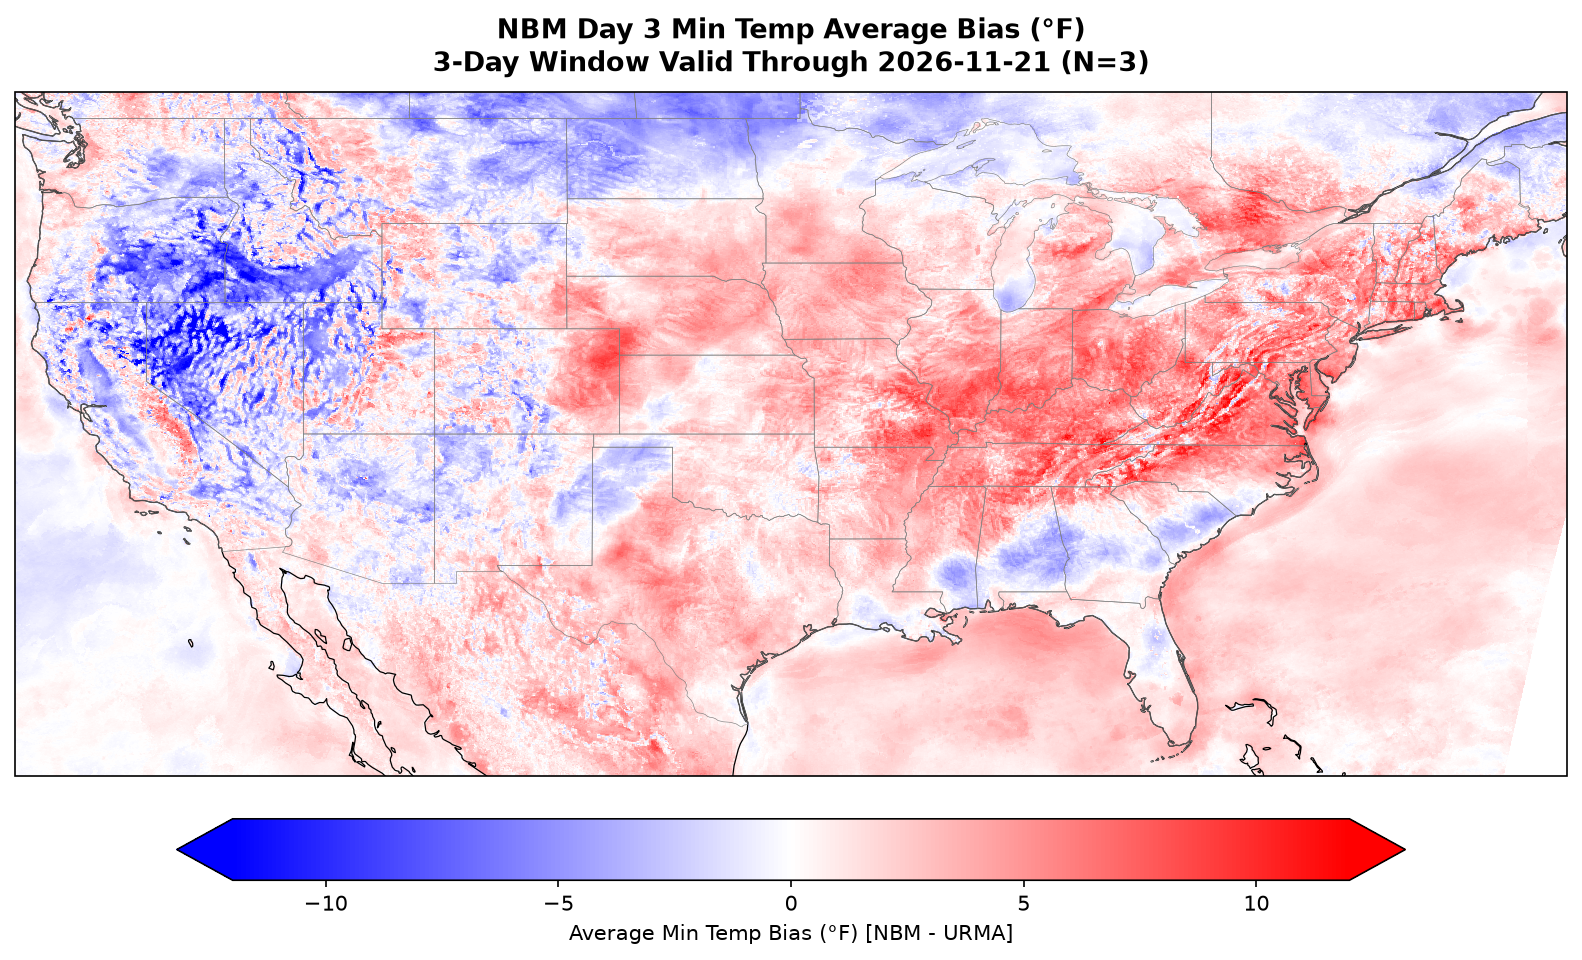 NBM Day 3 Min Temp Average Bias (°F)
3-Day Window Valid Through 2026-11-21 (N=3)
−10 −5 0 5 10
Average Min Temp Bias (°F) [NBM - URMA]